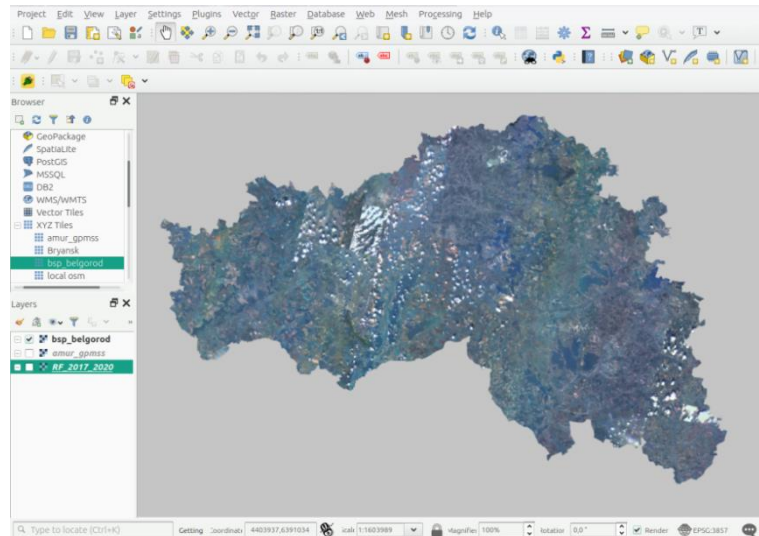 Project Edit View Layer Settings Plugins Vector Raster Database Web Mesh Processing Help
Browser
GeoPackage
SpatiaLite
PostGIS
MSSQL
DB2
WMS/WMTS
Vector Tiles
XYZ Tiles
amur_gpmss
Bryansk
bsp_belgorod
local osm
Layers
bsp_belgorod
amur_gpmss
RF_2017_2020
Type to locate (Ctrl+K) Getting 4403937,6391034 1:1603989 100% 0,0 ° Render EPSG:3857